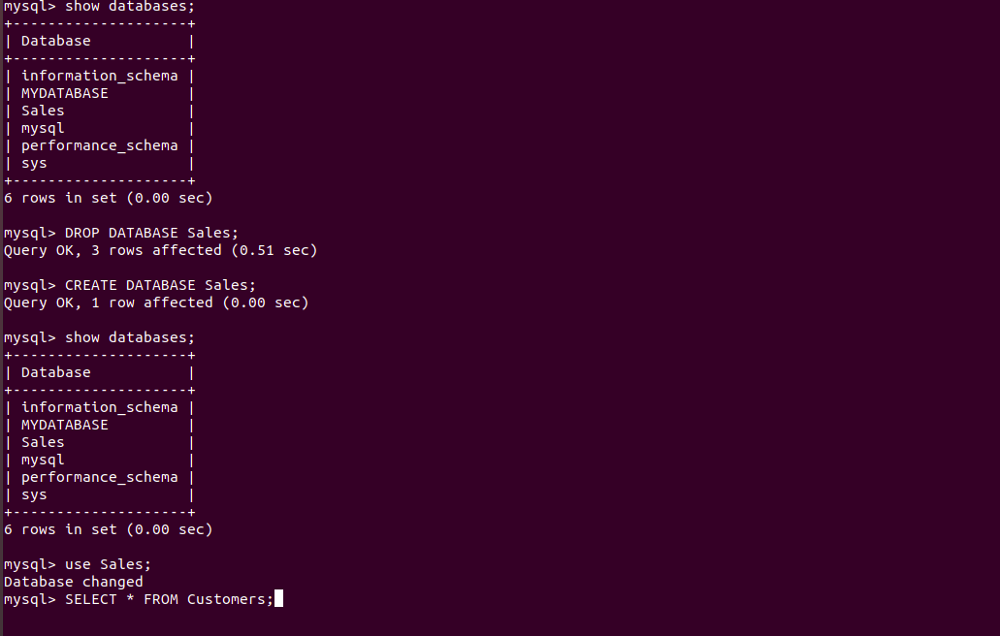 mysql> show databases;
+--------------------+
| Database           |
+--------------------+
| information_schema |
| MYDATABASE         |
| Sales              |
| mysql              |
| performance_schema |
| sys                |
+--------------------+
6 rows in set (0.00 sec)
mysql> DROP DATABASE Sales;
Query OK, 3 rows affected (0.51 sec)
mysql> CREATE DATABASE Sales;
Query OK, 1 row affected (0.00 sec)
mysql> show databases;
+--------------------+
| Database           |
+--------------------+
| information_schema |
| MYDATABASE         |
| Sales              |
| mysql              |
| performance_schema |
| sys                |
+--------------------+
6 rows in set (0.00 sec)
mysql> use Sales;
Database changed
mysql> SELECT * FROM Customers;